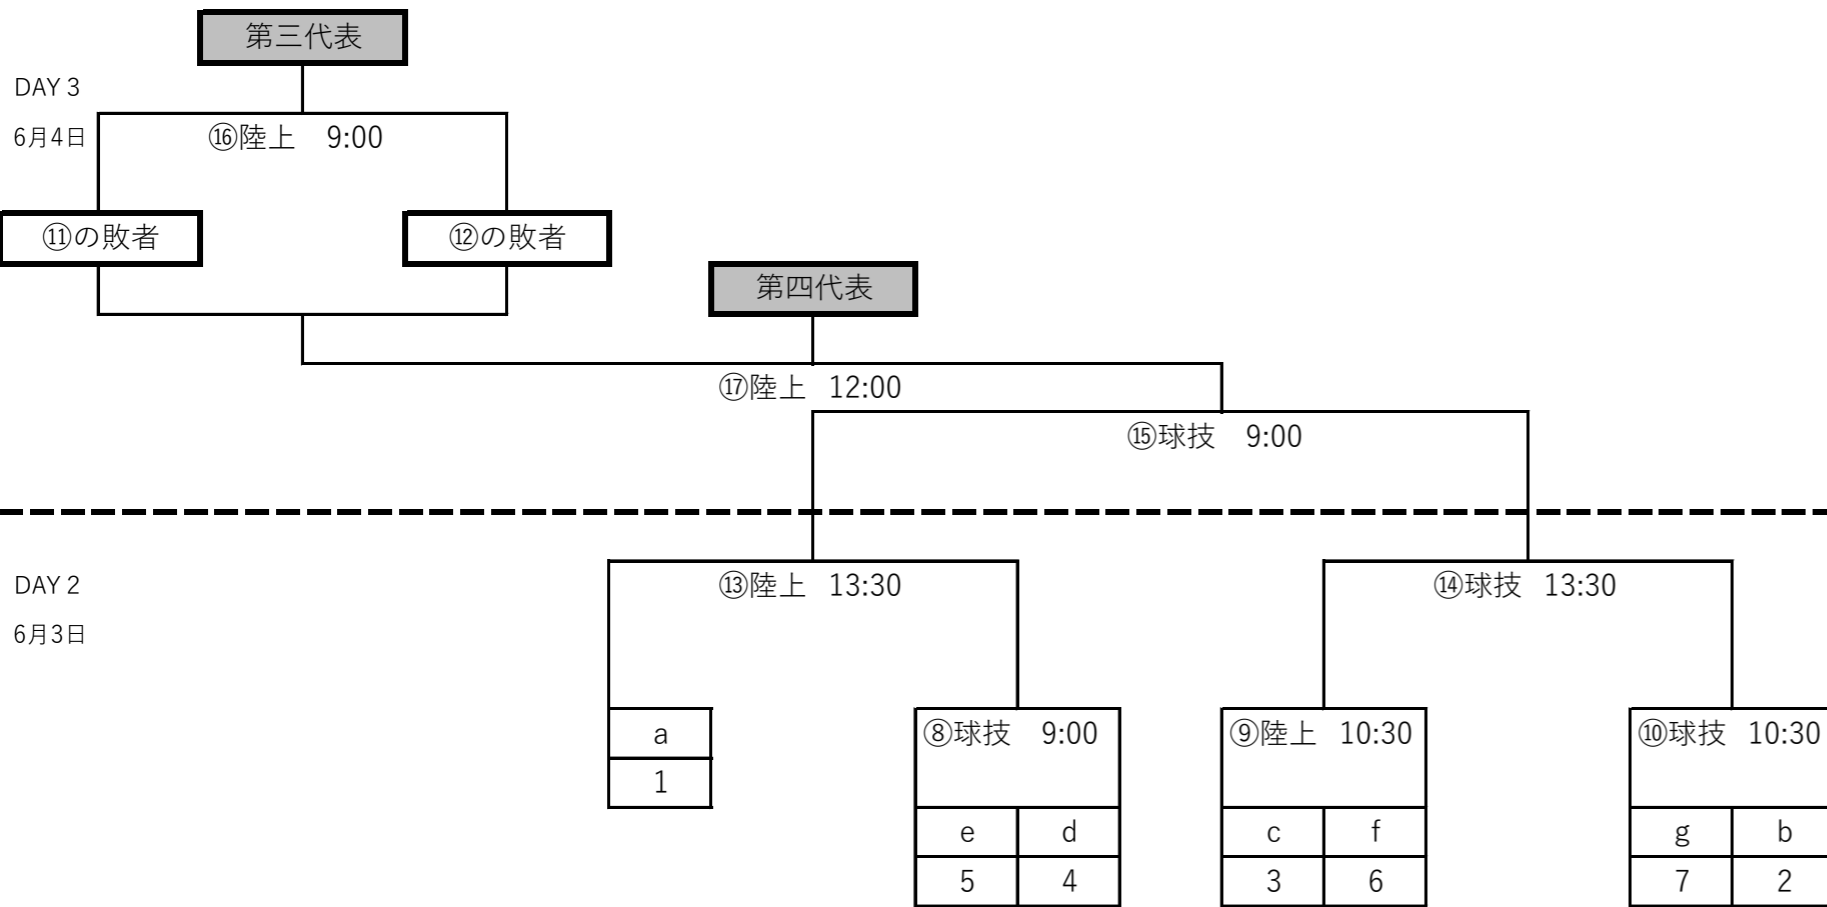 第三代表
DAY 3
6月4日
⑯陸上 9:00
⑪の敗者 ⑫の敗者
第四代表
⑰陸上 12:00
⑮球技 9:00
DAY 2
6月3日
⑬陸上 13:30 ⑭球技 13:30
a ⑧球技 9:00 ⑨陸上 10:30 ⑩球技 10:30
1
e d c f g b
5 4 3 6 7 2